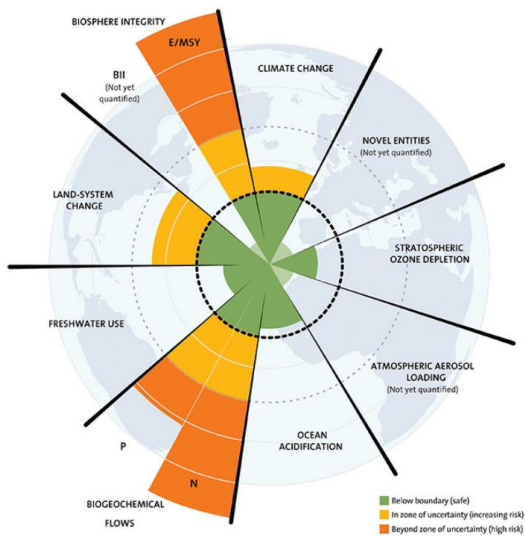 BIOSPHERE INTEGRITY
E/MSY
BII
(Not yet
quantified)
CLIMATE CHANGE
NOVEL ENTITIES
(Not yet quantified)
LAND-SYSTEM
CHANGE
STRATOSPHERIC
OZONE DEPLETION
FRESHWATER USE
ATMOSPHERIC AEROSOL
LOADING
(Not yet quantified)
OCEAN
ACIDIFICATION
P
N
BIOGEOCHEMICAL
FLOWS
Below boundary (safe)
In zone of uncertainty (increasing risk)
Beyond zone of uncertainty (high risk)